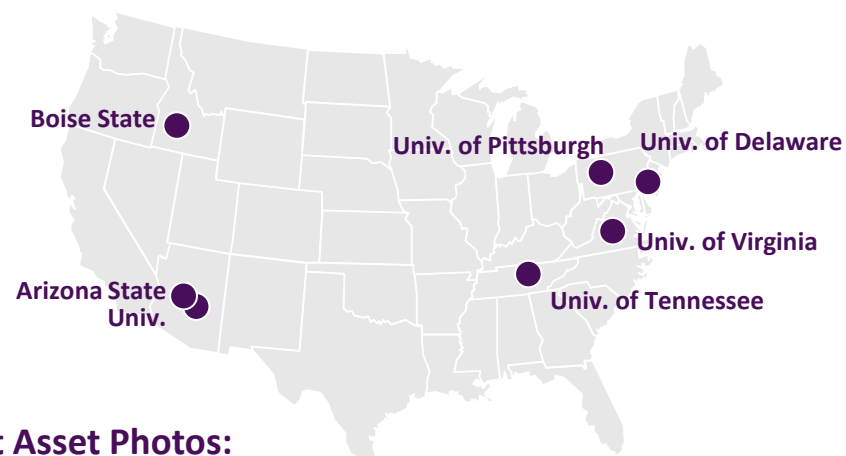 Boise State
Univ. of Pittsburgh
Univ. of Delaware
Univ. of Virginia
Arizona State
Univ.
Univ. of Tennessee
Asset Photos: